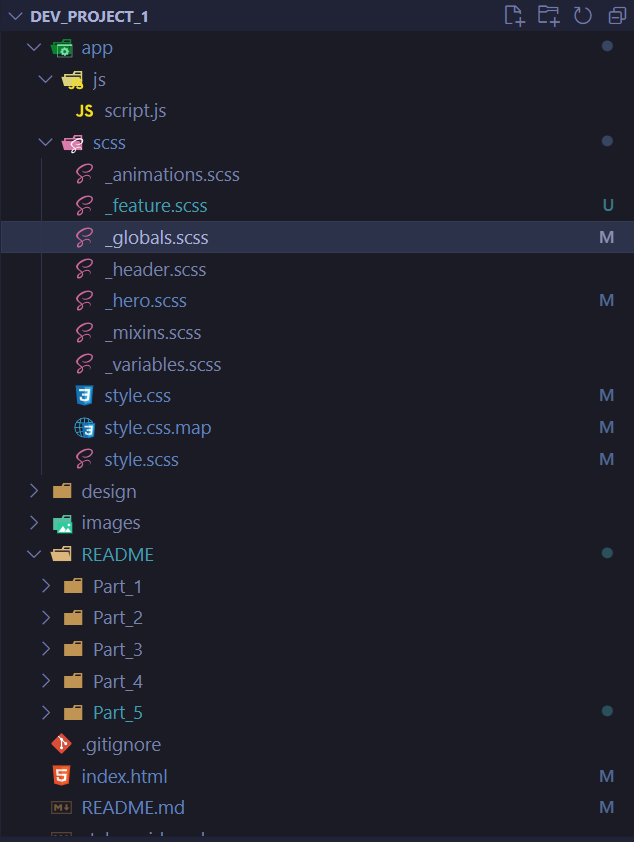 DEV_PROJECT_1
app
js
JS script.js
scss
_animations.scss
_feature.scss U
_globals.scss M
_header.scss
_hero.scss M
_mixins.scss
_variables.scss
style.css M
style.css.map M
style.scss M
design
images
README
Part_1
Part_2
Part_3
Part_4
Part_5
.gitignore
index.html M
README.md M